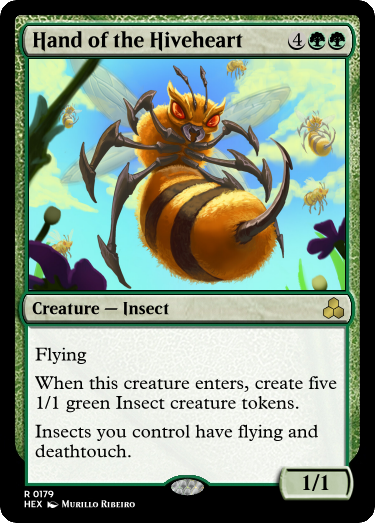 Hand of the Hiveheart 4
Creature — Insect
Flying
When this creature enters, create five
1/1 green Insect creature tokens.
Insects you control have flying and
deathtouch.
1/1
R 0179
HEX Murillo Ribeiro